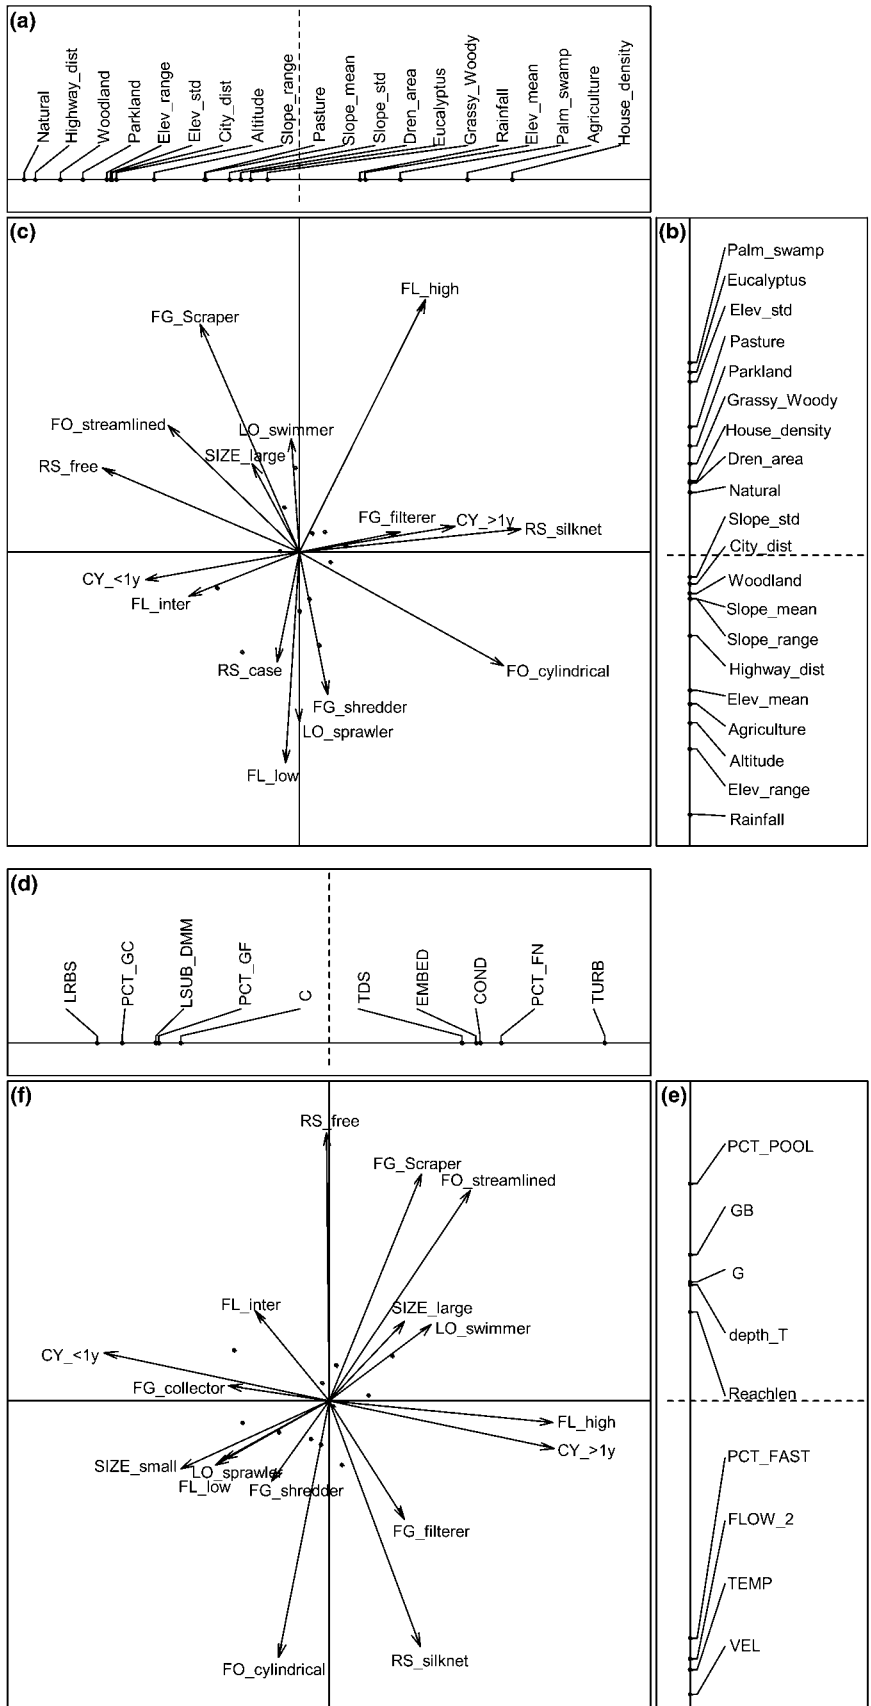 (a)
Natural
Highway_dist
Woodland
Parkland
Elev_range
Elev_std
City_dist
Altitude
Slope_range
Pasture
Slope_mean
Slope_std
Dren_area
Eucalyptus
Grassy_Woody
Rainfall
Elev_mean
Palm_swamp
Agriculture
House_density
(c)
FL_high
FG_Scraper
FO_streamlined
LO_swimmer
SIZE_large
RS_free
FG_filterer
CY_>1y
RS_silknet
CY_<1y
FL_inter
RS_case
FO_cylindrical
FG_shredder
LO_sprawler
FL_low
(b)
Palm_swamp
Eucalyptus
Elev_std
Pasture
Parkland
Grassy_Woody
House_density
Dren_area
Natural
Slope_std
City_dist
Woodland
Slope_mean
Slope_range
Highway_dist
Elev_mean
Agriculture
Altitude
Elev_range
Rainfall
(d)
LRBS
PCT_GC
LSUB_DMM
PCT_GF
C
TDS
EMBED
COND
PCT_FN
TURB
(f)
RS_free
FG_Scraper
FO_streamlined
FL_inter
SIZE_large
LO_swimmer
CY_<1y
FG_collector
FL_high
CY_>1y
SIZE_small
LO_sprawler
FL_low
FG_shredder
FG_filterer
FO_cylindrical
RS_silknet
(e)
PCT_POOL
GB
G
depth_T
Reachlen
PCT_FAST
FLOW_2
TEMP
VEL